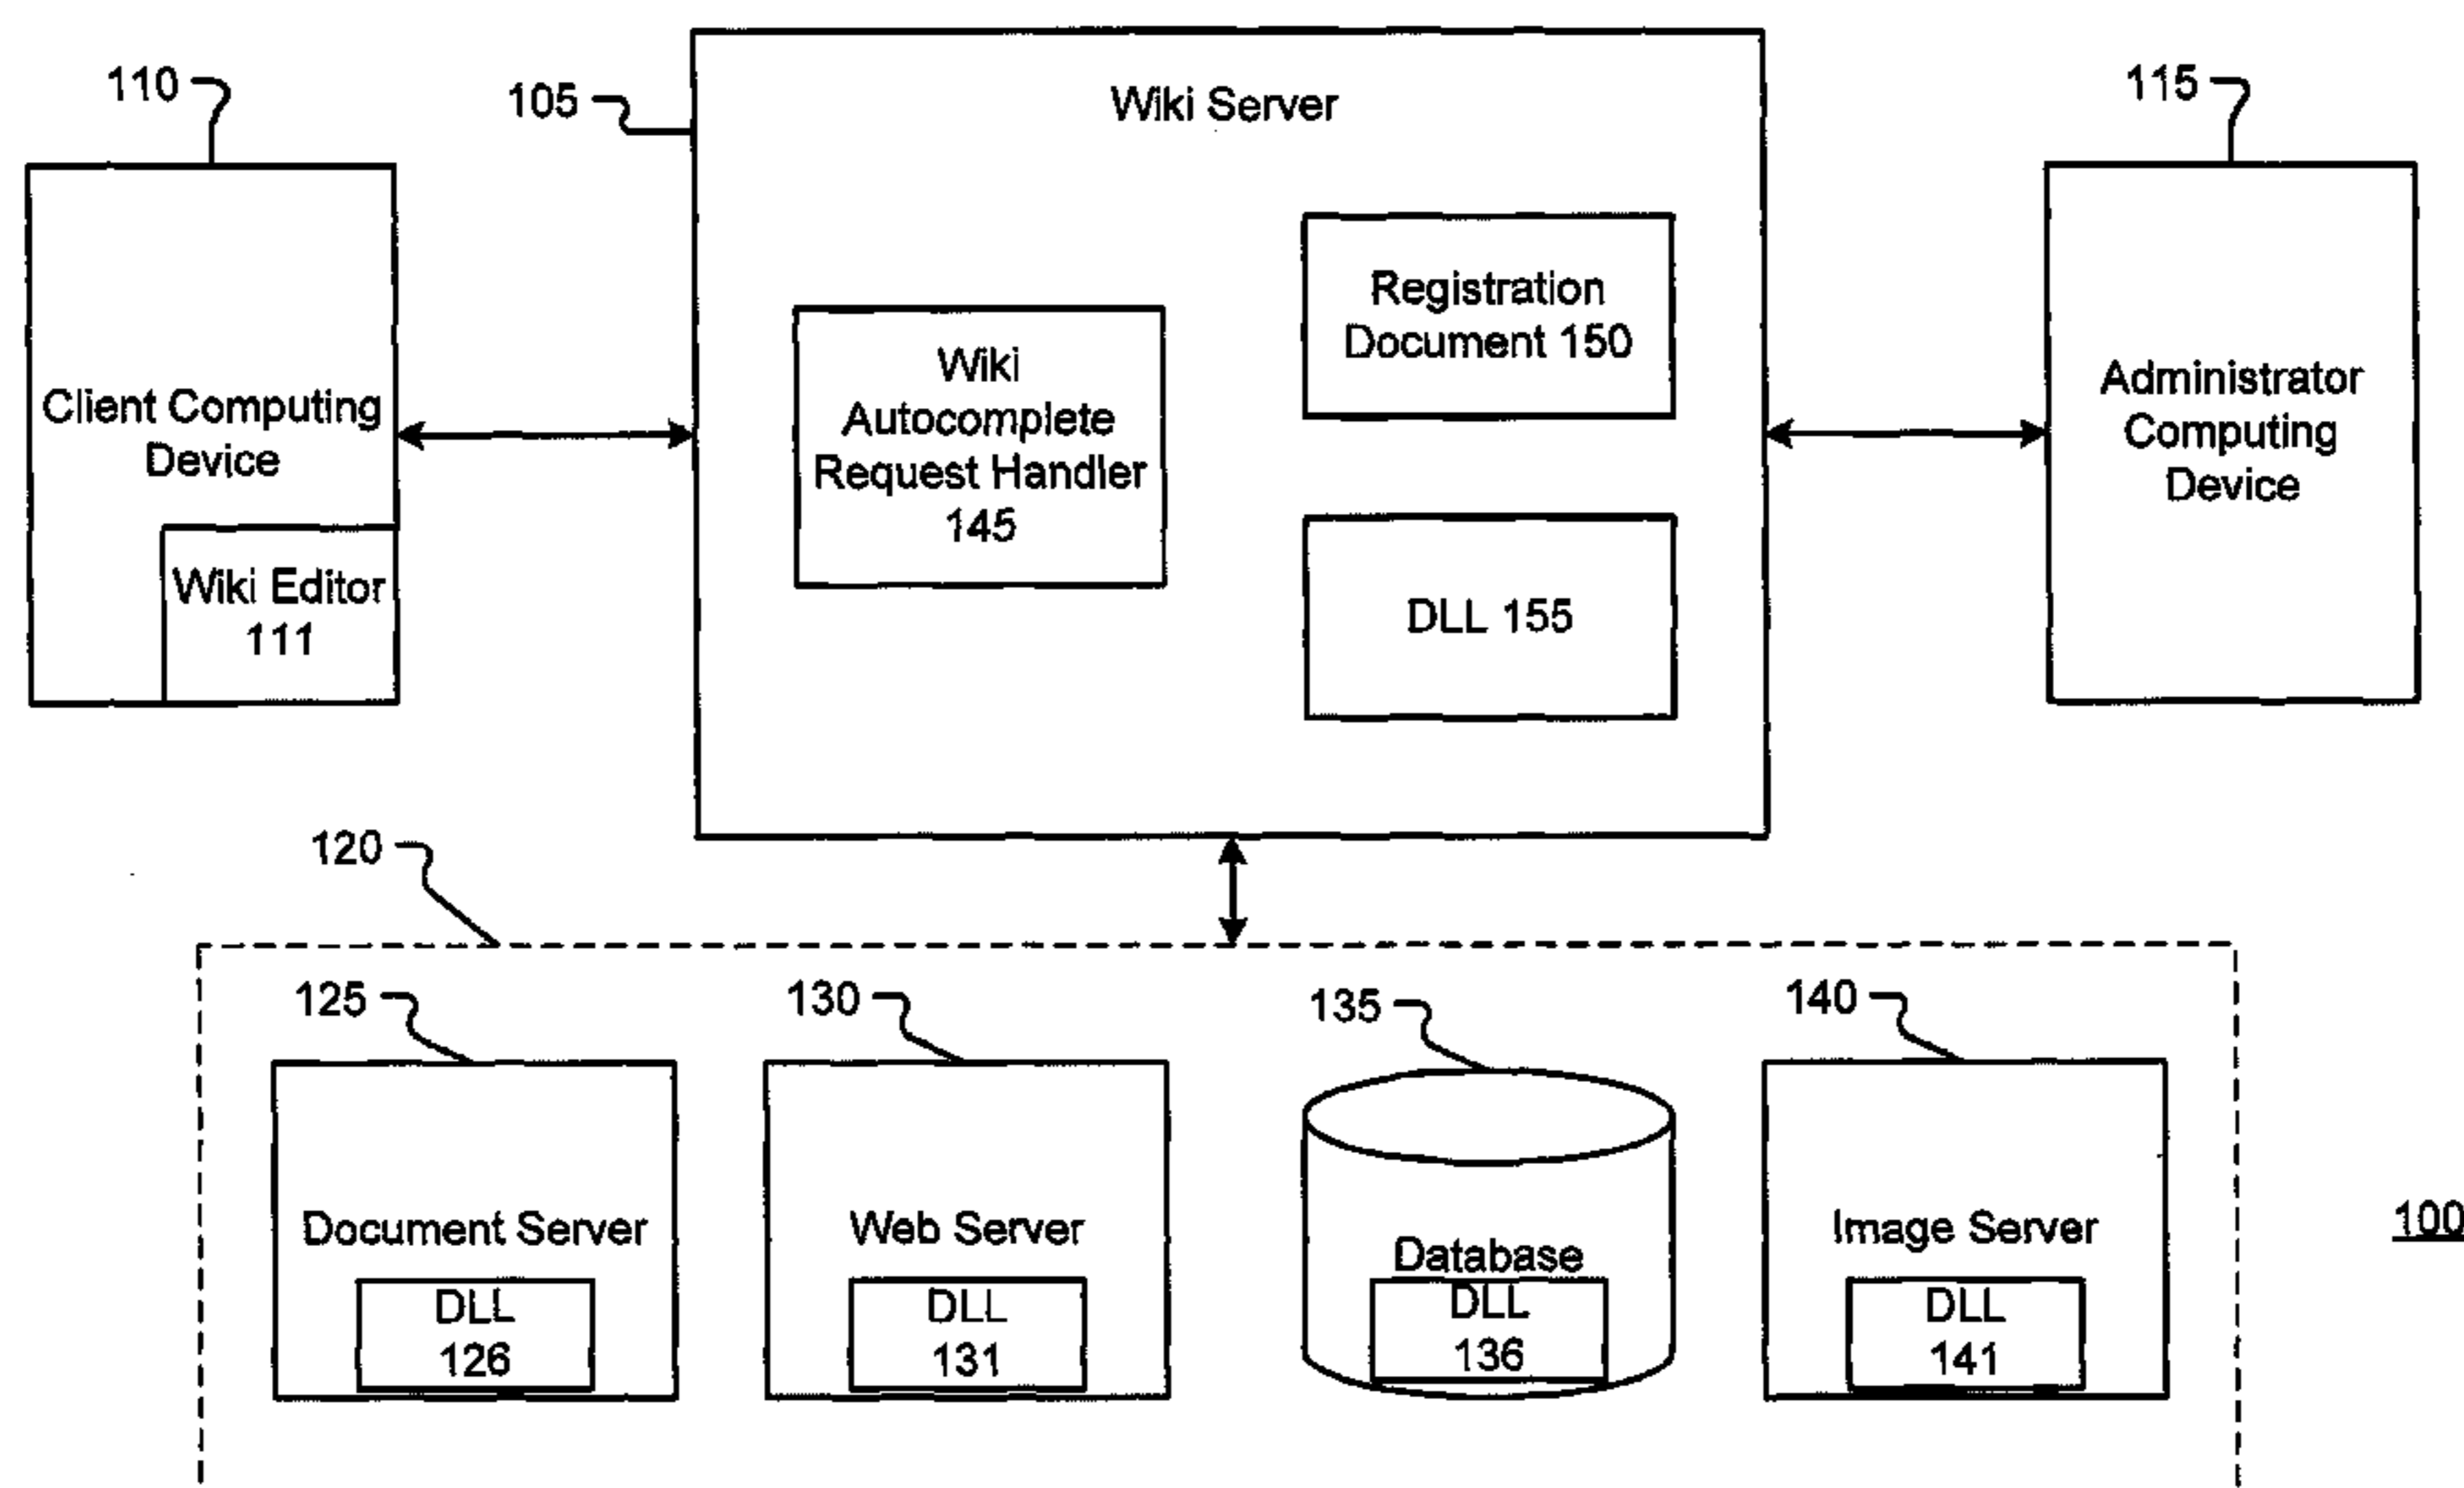 110
105
Wiki Server
115
Client Computing
Device
Wiki Editor
111
Wiki
Autocomplete
Request Handler
145
Registration
Document 150
DLL 155
Administrator
Computing
Device
120
125
130
135
140
Document Server
DLL
126
Web Server
DLL
131
Database
DLL
136
Image Server
DLL
141
100